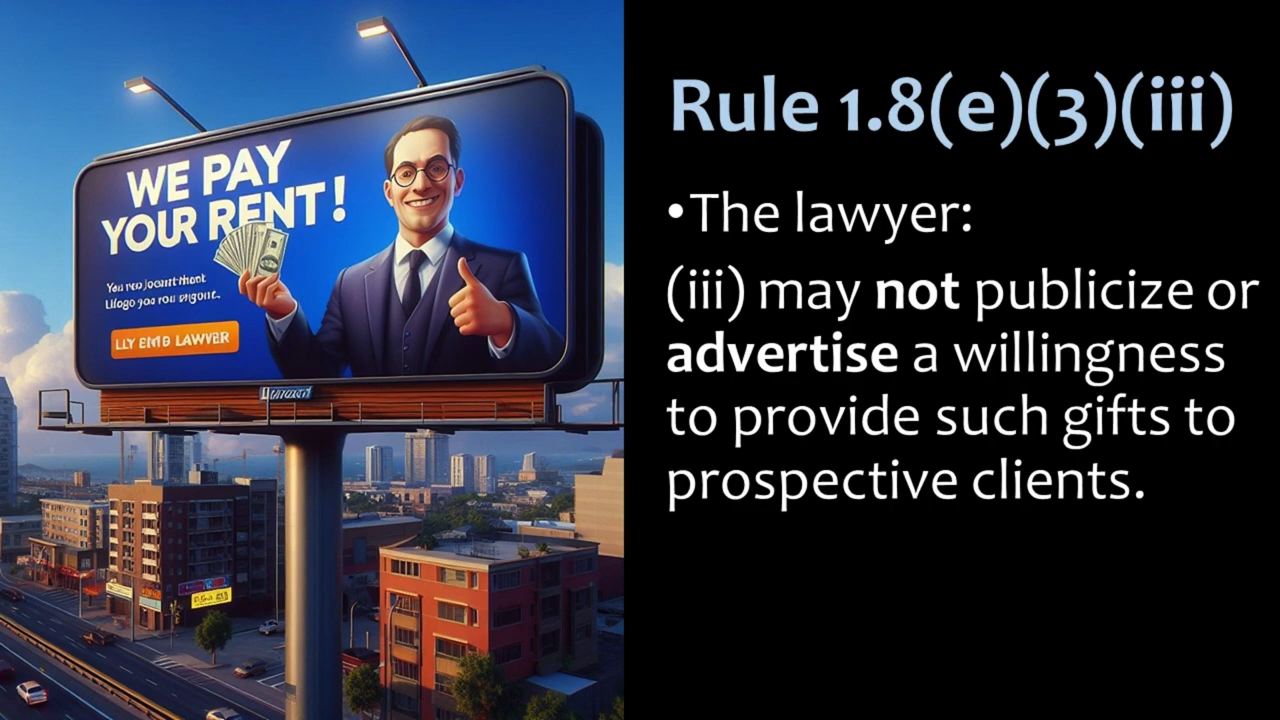 WE PAY
YOUR RENT!
LAWYER
Rule 1.8(e)(3)(iii)
•The lawyer:
(iii) may not publicize or
advertise a willingness
to provide such gifts to
prospective clients.